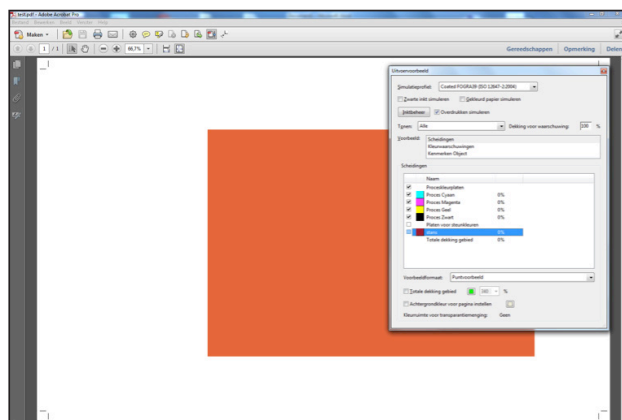 test.pdf - Adobe Acrobat Pro
Maken
1 / 1
66,7%
Gereedschappen Opmerking Delen
Uitvoervoorbeeld
Simulatieprofiel: Coated FOGRA39 (ISO 12647-2:2004)
Zwarte inkt simuleren Gekleurd papier simuleren
Inktbeheer Overdrukken simuleren
Tonen: Alle Dekking voor waarschuwing: 100 %
Voorbeeld: Scheidingen
Kleurwaarschuwingen
Kenmerken Object
Scheidingen
Naam
Proceskleurplaten
Proces Cyaan 0%
Proces Magenta 0%
Proces Geel 0%
Proces Zwart 0%
Platen voor steunkleuren
0%
Totale dekking gebied 0%
Voorbeeldformaat: Puntvoorbeeld
Totale dekking gebied %
Achtergrondkleur voor pagina instellen
Kleurruimte voor transparantiemenging: Geen